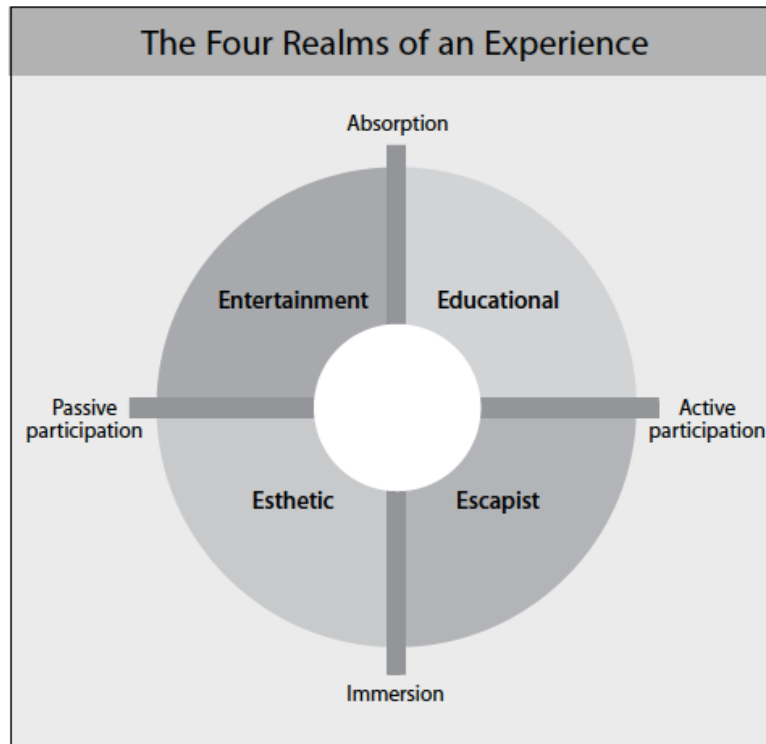 The Four Realms of an Experience
Absorption
Entertainment
Educational
Passive
participation
Active
participation
Esthetic
Escapist
Immersion